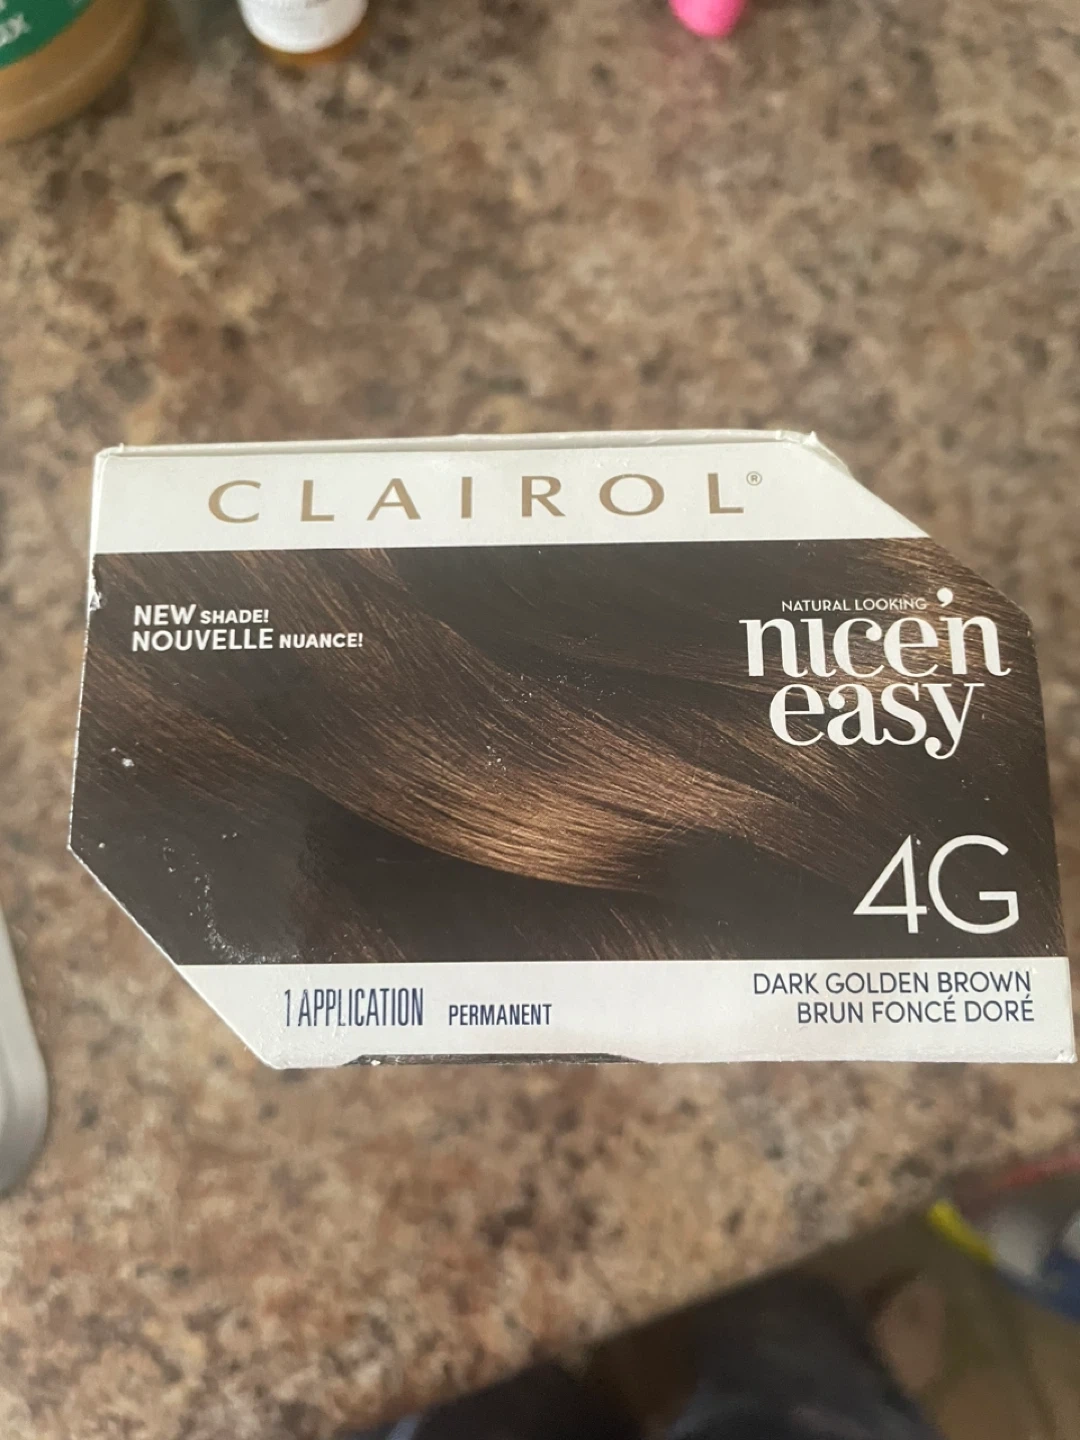 CLAIROL®
NEW SHADE!
NOUVELLE NUANCE!
NATURAL LOOKING
nice'n
easy
4G
1 APPLICATION PERMANENT
DARK GOLDEN BROWN
BRUN FONCÉ DORÉ